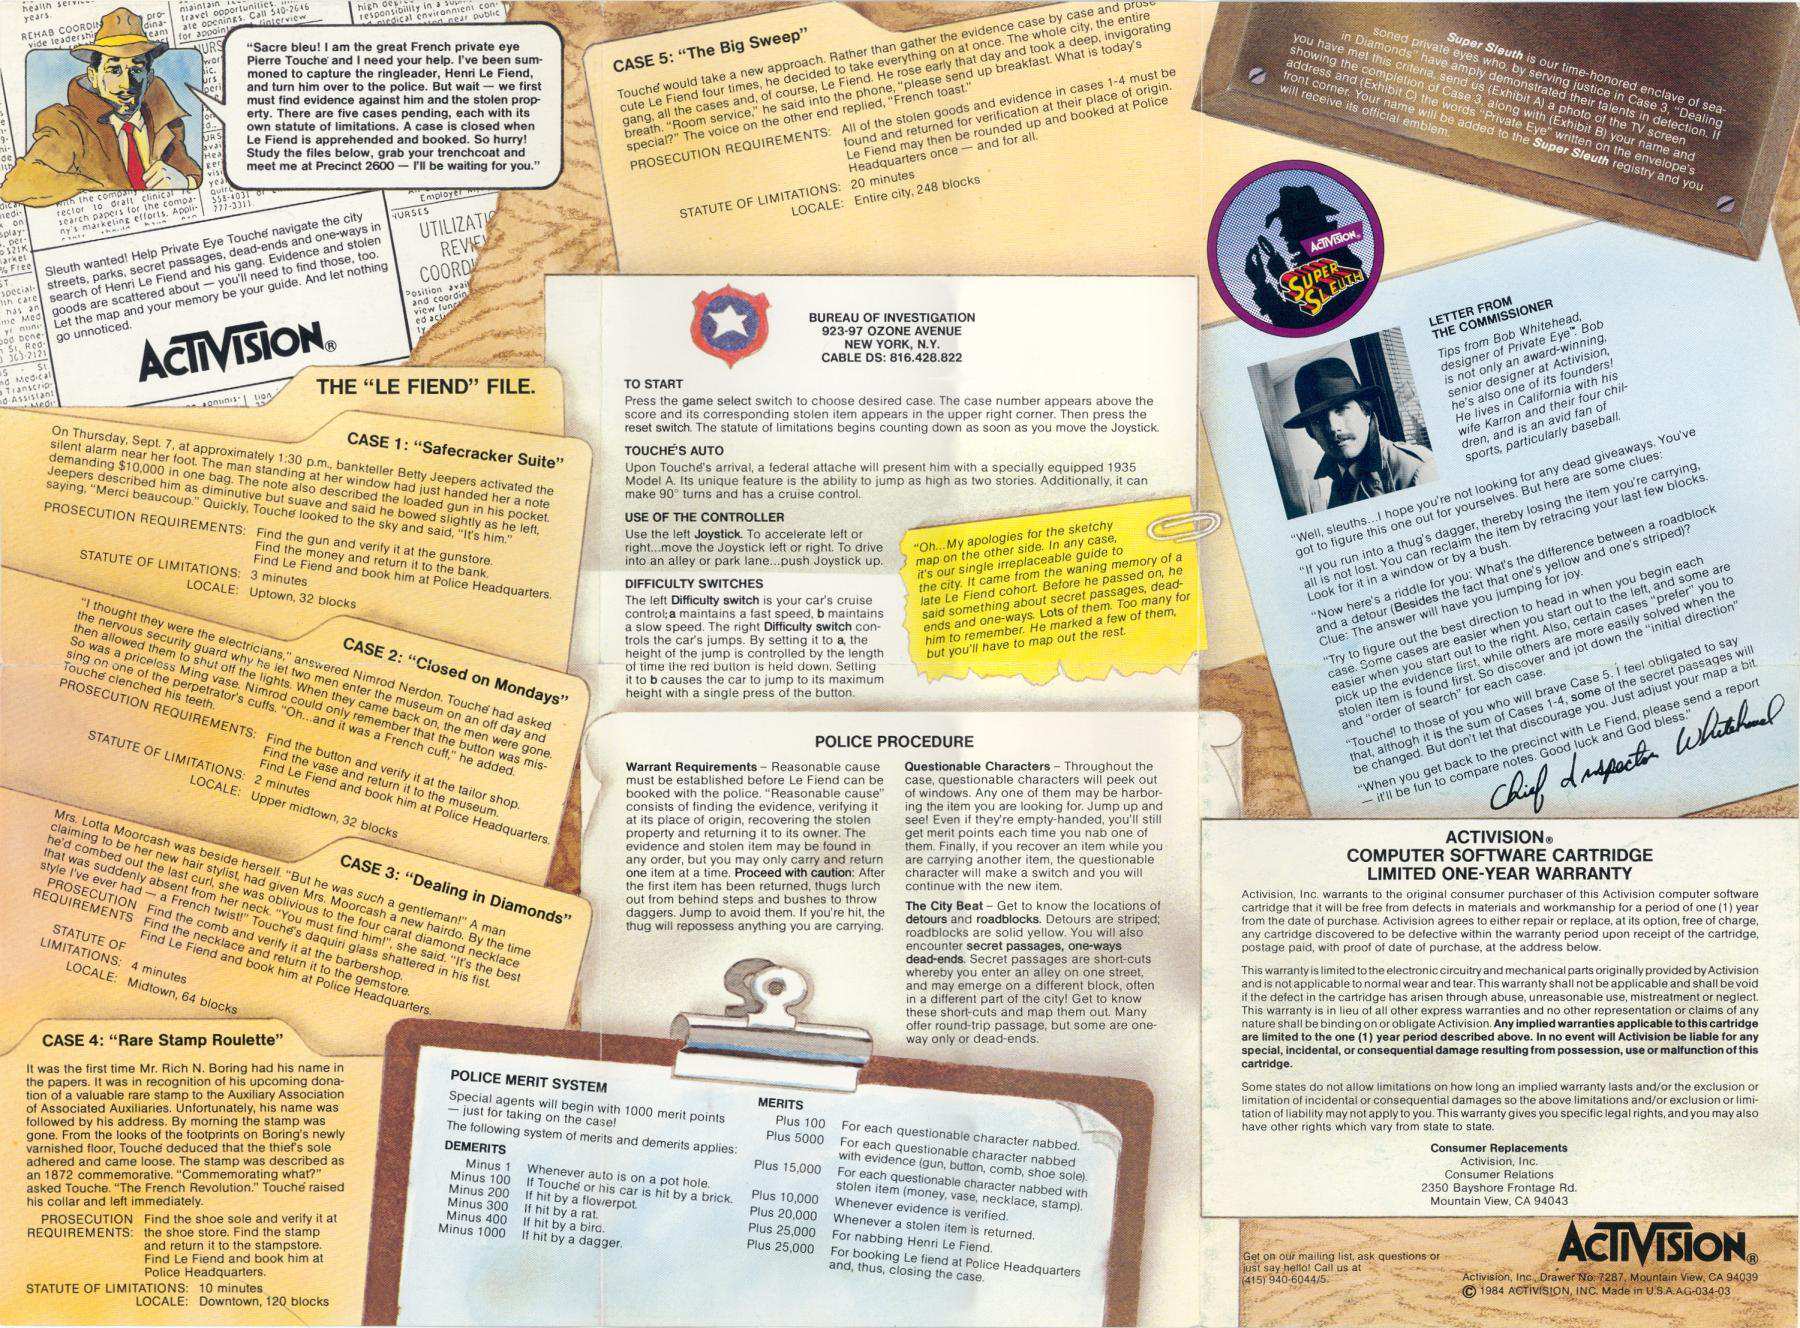 "Sacre bleu! I am the great French private eye
Pierre Touché and I need your help. I've been sum-
moned to capture the ringleader, Henri Le Fiend,
and turn him over to the police. But wait — we first
must find evidence against him and the stolen prop-
erty. There are five cases pending, each with its
own statute of limitations. A case is closed when
Le Fiend is apprehended and booked. So hurry!
Study the files below, grab your trenchcoat and
meet me at Precinct 2600 — I'll be waiting for you."
Sleuth wanted! Help Private Eye Touché navigate the city
streets, parks, secret passages, dead-ends and one-ways in
search of Henri Le Fiend and his gang. Evidence and stolen
goods are scattered about — you'll need to find those, too.
Let the map and your memory be your guide. And let nothing
go unnoticed.
ACTIVISION®
THE "LE FIEND" FILE.
CASE 1: "Safecracker Suite"
On Thursday, Sept. 7, at approximately 1:30 p.m., bankteller Betty Jeepers activated the
silent alarm near her foot. The man standing at her window had just handed her a note
demanding $10,000 in one bag. The note also described the loaded gun in his pocket.
Jeepers described him as diminutive but suave and said he bowed slightly as he left,
saying, "Merci beaucoup." Quickly, Touché looked to the sky and said, "It's him."
PROSECUTION REQUIREMENTS: Find the gun and verify it at the gunstore.
Find the money and return it to the bank.
Find Le Fiend and book him at Police Headquarters.
STATUTE OF LIMITATIONS: 3 minutes
LOCALE: Uptown, 32 blocks
CASE 2: "Closed on Mondays"
"I thought they were the electricians," answered Nimrod Nerdon. Touché had asked
the nervous security guard why he let two men enter the museum on an off day and
then allowed them to shut off the lights. When they came back on, the men were gone.
So was a priceless Ming vase. Nimrod could only remember that the button was mis-
sing on one of the perpetrator's cuffs. "Oh...and it was a French cuff," he added.
Touché clenched his teeth.
PROSECUTION REQUIREMENTS: Find the button and verify it at the tailor shop.
Find the vase and return it to the museum.
Find Le Fiend and book him at Police Headquarters.
STATUTE OF LIMITATIONS: 2 minutes
LOCALE: Upper midtown, 32 blocks
CASE 3: "Dealing in Diamonds"
Mrs. Lotta Moorcash was beside herself. "But he was such a gentleman!" A man
claiming to be her new hair stylist, had given Mrs. Moorcash a new hairdo. By the time
he'd combed out the last curl, she was oblivious to the four carat diamond necklace
that was suddenly absent from her neck. "You must find him!", she said. "It's the best
style I've ever had — a French twist!" Touché's daquiri glass shattered in his fist.
PROSECUTION REQUIREMENTS: Find the comb and verify it at the barbershop.
Find the necklace and return it to the gemstore.
Find Le Fiend and book him at Police Headquarters.
STATUTE OF LIMITATIONS: 4 minutes
LOCALE: Midtown, 64 blocks
CASE 4: "Rare Stamp Roulette"
It was the first time Mr. Rich N. Boring had his name in
the papers. It was in recognition of his upcoming dona-
tion of a valuable rare stamp to the Auxiliary Association
of Associated Auxiliaries. Unfortunately, his name was
followed by his address. By morning the stamp was
gone. From the looks of the footprints on Boring's newly
varnished floor, Touché deduced that the thief's sole
adhered and came loose. The stamp was described as
an 1872 commemorative. "Commemorating what?"
asked Touche. "The French Revolution." Touché raised
his collar and left immediately.
PROSECUTION REQUIREMENTS: Find the shoe sole and verify it at
the shoe store. Find the stamp
and return it to the stampstore.
Find Le Fiend and book him at
Police Headquarters.
STATUTE OF LIMITATIONS: 10 minutes
LOCALE: Downtown, 120 blocks
CASE 5: "The Big Sweep"
Touché would take a new approach. Rather than gather the evidence case by case and prose-
cute Le Fiend four times, he decided to take everything on at once. The whole city, the entire
gang, all the cases and, of course, Le Fiend. He rose early that day and took a deep, invigorating
breath. "Room service," he said into the phone, "please send up breakfast. What is today's
special?" The voice on the other end replied, "French toast."
PROSECUTION REQUIREMENTS: All of the stolen goods and evidence in cases 1-4 must be
found and returned for verification at their place of origin.
Le Fiend may then be rounded up and booked at Police
Headquarters once — and for all.
STATUTE OF LIMITATIONS: 20 minutes
LOCALE: Entire city, 248 blocks
BUREAU OF INVESTIGATION
923-97 OZONE AVENUE
NEW YORK, N.Y.
CABLE DS: 816.428.822
TO START
Press the game select switch to choose desired case. The case number appears above the
score and its corresponding stolen item appears in the upper right corner. Then press the
reset switch. The statute of limitations begins counting down as soon as you move the Joystick.
TOUCHÉ'S AUTO
Upon Touché's arrival, a federal attache will present him with a specially equipped 1935
Model A. Its unique feature is the ability to jump as high as two stories. Additionally, it can
make 90° turns and has a cruise control.
USE OF THE CONTROLLER
Use the left Joystick. To accelerate left or
right...move the Joystick left or right. To drive
into an alley or park lane...push Joystick up.
DIFFICULTY SWITCHES
The left Difficulty switch is your car's cruise
control;a maintains a fast speed, b maintains
a slow speed. The right Difficulty switch con-
trols the car's jumps. By setting it to a, the
height of the jump is controlled by the length
of time the red button is held down. Setting
it to b causes the car to jump to its maximum
height with a single press of the button.
"Oh...My apologies for the sketchy
map on the other side. In any case,
it's our single irreplaceable guide to
the city. It came from the waning memory of a
late Le Fiend cohort. Before he passed on, he
said something about secret passages, dead-
ends and one-ways. Lots of them. Too many for
him to remember. He marked a few of them,
but you'll have to map out the rest.
POLICE PROCEDURE
Warrant Requirements – Reasonable cause
must be established before Le Fiend can be
booked with the police. "Reasonable cause"
consists of finding the evidence, verifying it
at its place of origin, recovering the stolen
property and returning it to its owner. The
evidence and stolen item may be found in
any order, but you may only carry and return
one item at a time. Proceed with caution: After
the first item has been returned, thugs lurch
out from behind steps and bushes to throw
daggers. Jump to avoid them. If you're hit, the
thug will repossess anything you are carrying.
Questionable Characters – Throughout the
case, questionable characters will peek out
of windows. Any one of them may be harbor-
ing the item you are looking for. Jump up and
see! Even if they're empty-handed, you'll still
get merit points each time you nab one of
them. Finally, if you recover an item while you
are carrying another item, the questionable
character will make a switch and you will
continue with the new item.
The City Beat – Get to know the locations of
detours and roadblocks. Detours are striped;
roadblocks are solid yellow. You will also
encounter secret passages, one-ways
dead-ends. Secret passages are short-cuts
whereby you enter an alley on one street,
and may emerge on a different block, often
in a different part of the city! Get to know
these short-cuts and map them out. Many
offer round-trip passage, but some are one-
way only or dead-ends.
POLICE MERIT SYSTEM
Special agents will begin with 1000 merit points
— just for taking on the case!
The following system of merits and demerits applies:
DEMERITS
Minus 1 Whenever auto is on a pot hole.
Minus 100 If Touché or his car is hit by a brick.
Minus 200 If hit by a flowerpot.
Minus 300 If hit by a rat.
Minus 400 If hit by a bird.
Minus 1000 If hit by a dagger.
MERITS
Plus 100 For each questionable character nabbed.
Plus 5000 For each questionable character nabbed
with evidence (gun, button, comb, shoe sole).
Plus 15,000 For each questionable character nabbed with
stolen item (money, vase, necklace, stamp).
Plus 10,000 Whenever evidence is verified.
Plus 20,000 Whenever a stolen item is returned.
Plus 25,000 For nabbing Henri Le Fiend.
Plus 25,000 For booking Le fiend at Police Headquarters
and, thus, closing the case.
Super Sleuth is our time-honored enclave of sea-
soned private eyes who, by serving justice in Case 3, "Dealing
in Diamonds" have amply demonstrated their talents in detection. If
you have met this criteria, send us (Exhibit A) a photo of the TV screen
showing the completion of Case 3, along with (Exhibit B) your name and
address and (Exhibit C) the words "Private Eye" written on the envelope's
front corner. Your name will be added to the Super Sleuth registry and you
will receive its official emblem.
ACTIVISION
SUPER
SLEUTH
LETTER FROM
THE COMMISSIONER
Tips from Bob Whitehead,
designer of Private Eye™. Bob
is not only an award-winning,
senior designer at Activision,
he's also one of its founders!
He lives in California with his
wife Karron and their four chil-
dren, and is an avid fan of
sports, particularly baseball.
"Well, sleuths...I hope you're not looking for any dead giveaways. You've
got to figure this one out for yourselves. But here are some clues:
"If you run into a thug's dagger, thereby losing the item you're carrying,
all is not lost. You can reclaim the item by retracing your last few blocks.
Look for it in a window or by a bush.
"Now here's a riddle for you: What's the difference between a roadblock
and a detour (Besides the fact that one's yellow and one's striped)?
Clue: The answer will have you jumping for joy.
"Try to figure out the best direction to head in when you begin each
case. Some cases are easier when you start out to the left, and some are
easier when you start out to the right. Also, certain cases "prefer" you to
pick up the evidence first, while others are more easily solved when the
stolen item is found first. So discover and jot down the "initial direction"
and "order of search" for each case.
"Touché! to those of you who will brave Case 5. I feel obligated to say
that, althogh it is the sum of Cases 1-4, some of the secret passages will
be changed. But don't let that discourage you. Just adjust your map a bit.
"When you get back to the precinct with Le Fiend, please send a report
— it'll be fun to compare notes. Good luck and God bless."
Chief Inspector Whitehead
ACTIVISION®
COMPUTER SOFTWARE CARTRIDGE
LIMITED ONE-YEAR WARRANTY
Activision, Inc. warrants to the original consumer purchaser of this Activision computer software
cartridge that it will be free from defects in materials and workmanship for a period of one (1) year
from the date of purchase. Activision agrees to either repair or replace, at its option, free of charge,
any cartridge discovered to be defective within the warranty period upon receipt of the cartridge,
postage paid, with proof of date of purchase, at the address below.
This warranty is limited to the electronic circuitry and mechanical parts originally provided by Activision
and is not applicable to normal wear and tear. This warranty shall not be applicable and shall be void
if the defect in the cartridge has arisen through abuse, unreasonable use, mistreatment or neglect.
This warranty is in lieu of all other express warranties and no other representation or claims of any
nature shall be binding on or obligate Activision. Any implied warranties applicable to this cartridge
are limited to the one (1) year period described above. In no event will Activision be liable for any
special, incidental, or consequential damage resulting from possession, use or malfunction of this
cartridge.
Some states do not allow limitations on how long an implied warranty lasts and/or the exclusion or
limitation of incidental or consequential damages so the above limitations and/or exclusion or limi-
tation of liability may not apply to you. This warranty gives you specific legal rights, and you may also
have other rights which vary from state to state.
Consumer Replacements
Activision, Inc.
Consumer Relations
2350 Bayshore Frontage Rd.
Mountain View, CA 94043
Get on our mailing list, ask questions or
just say hello! Call us at
(415) 940-6044/5.
ACTIVISION®
Activision, Inc., Drawer No. 7287, Mountain View, CA 94039
© 1984 ACTIVISION, INC. Made in U.S.A. AG-034-03